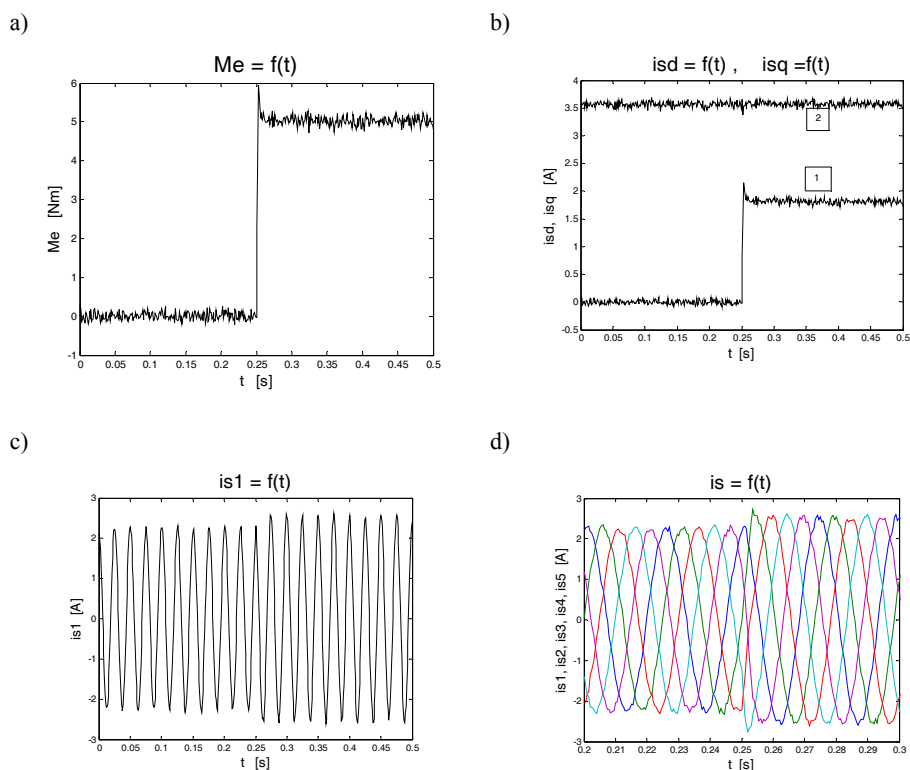 a)
Me = f(t)
6
5
4
3
2
1
0
-1
Me [Nm]
0 0.05 0.1 0.15 0.2 0.25 0.3 0.35 0.4 0.45 0.5
t [s]
b)
isd = f(t) , isq =f(t)
4
3.5
3
2.5
2
1.5
1
0.5
0
-0.5
isd, isq [A]
2
1
0 0.05 0.1 0.15 0.2 0.25 0.3 0.35 0.4 0.45 0.5
t [s]
c)
is1 = f(t)
3
2
1
0
-1
-2
-3
is1 [A]
0 0.05 0.1 0.15 0.2 0.25 0.3 0.35 0.4 0.45 0.5
t [s]
d)
is = f(t)
3
2
1
0
-1
-2
-3
is1, is2, is3, is4, is5 [A]
0.2 0.21 0.22 0.23 0.24 0.25 0.26 0.27 0.28 0.29 0.3
t [s]